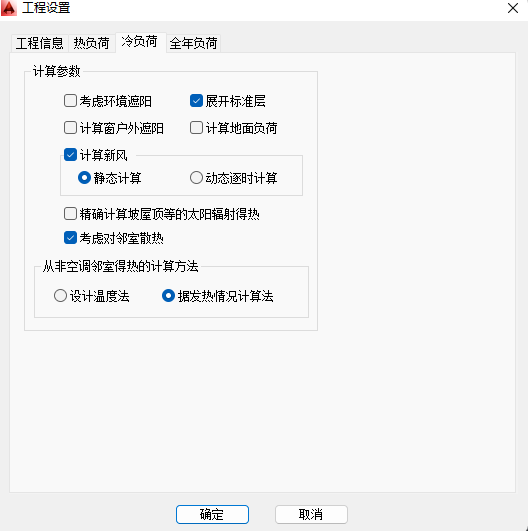 工程设置
工程信息 热负荷 冷负荷 全年负荷
计算参数
考虑环境遮阳 展开标准层
计算窗户外遮阳 计算地面负荷
计算新风
静态计算 动态逐时计算
精确计算坡屋顶等的太阳辐射得热
考虑对邻室散热
从非空调邻室得热的计算方法
设计温度法 据发热情况计算法
确定 取消